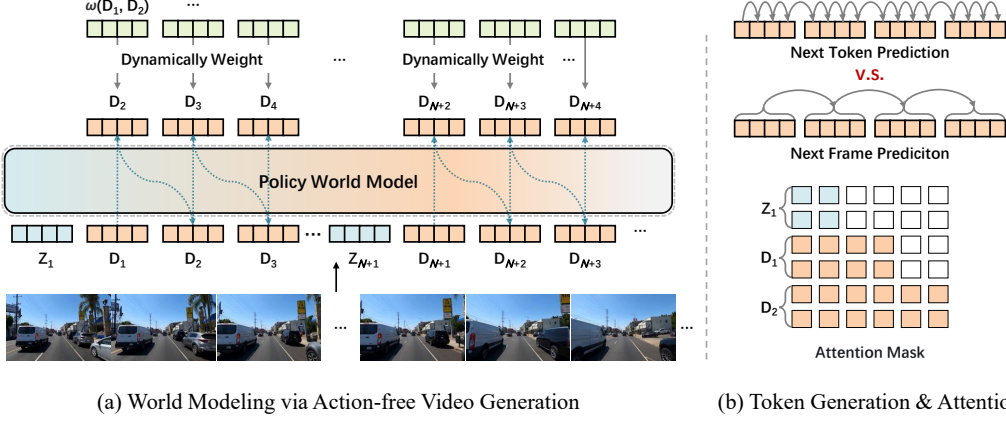 ω(D₁, D₂) ...
Dynamically Weight ... Dynamically Weight ...
D₂ D₃ D₄ D𝑵+2 D𝑵+3 D𝑵+4
Policy World Model
... ...
Z₁ D₁ D₂ D₃ Z𝑵+1 D𝑵+1 D𝑵+2 D𝑵+3
... ...
(a) World Modeling via Action-free Video Generation
Next Token Prediction
V.S.
Next Frame Prediciton
Z₁
D₁
D₂
Attention Mask
(b) Token Generation & Attentio